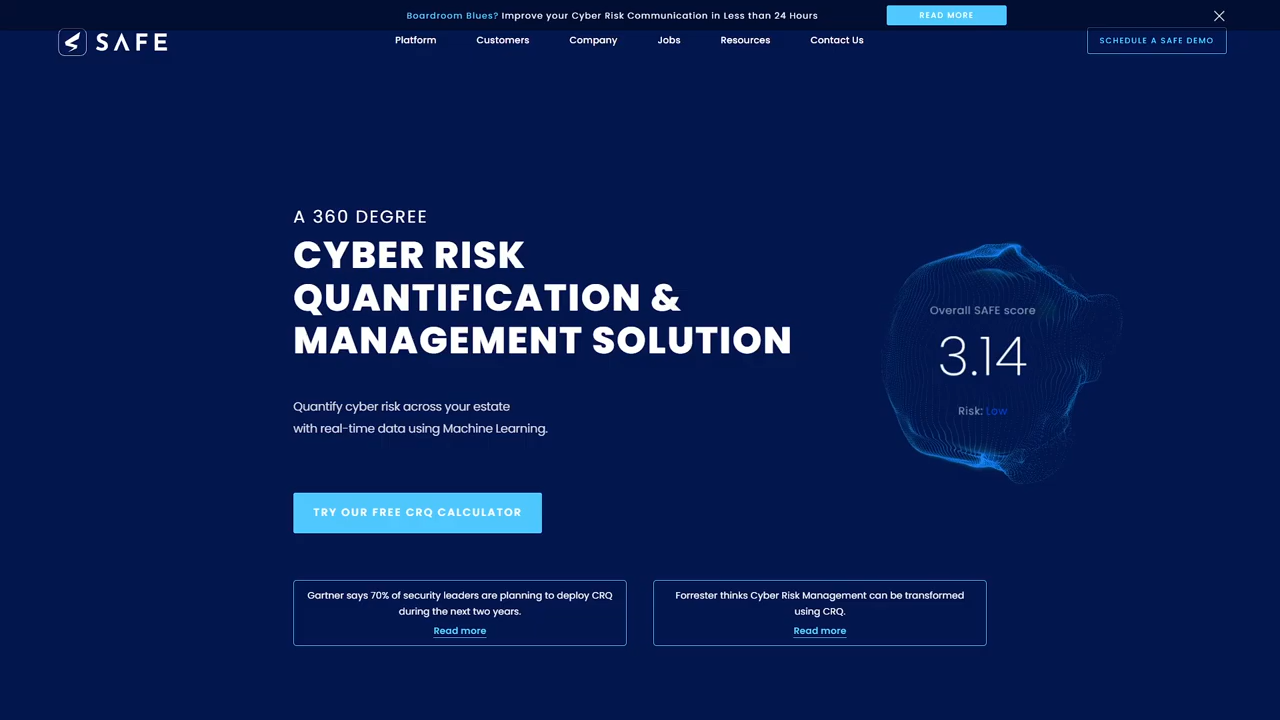 Boardroom Blues? Improve your Cyber Risk Communication in Less than 24 Hours
READ MORE
SAFE
Platform
Customers
Company
Jobs
Resources
Contact Us
SCHEDULE A SAFE DEMO
A 360 DEGREE
CYBER RISK
QUANTIFICATION &
MANAGEMENT SOLUTION
Quantify cyber risk across your estate
with real-time data using Machine Learning.
TRY OUR FREE CRQ CALCULATOR
Overall SAFE score
3.14
Risk: Low
Gartner says 70% of security leaders are planning to deploy CRQ
during the next two years.
Read more
Forrester thinks Cyber Risk Management can be transformed
using CRQ.
Read more